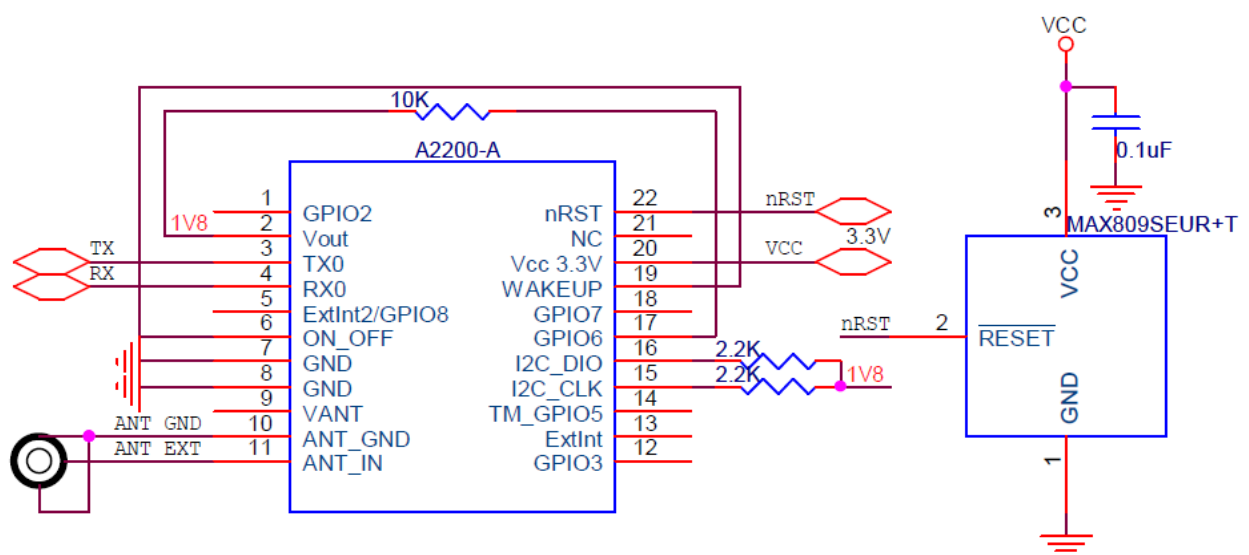 VCC
10K
0.1uF
A2200-A
1 GPIO2
nRST 22 nRST
1V8 2 Vout
NC 21
3.3V
TX 3 TX0
Vcc 3.3V 20 VCC
RX 4 RX0
WAKEUP 19
5 ExtInt2/GPIO8
GPIO7 18
6 ON_OFF
GPIO6 17
7 GND
I2C_DIO 16 2.2K
8 GND
I2C_CLK 15 2.2K 1V8
9 VANT
TM_GPIO5 14
ANT GND 10 ANT_GND
ExtInt 13
ANT EXT 11 ANT_IN
GPIO3 12
3
MAX809SEUR+T
VCC
nRST 2 RESET
GND
1